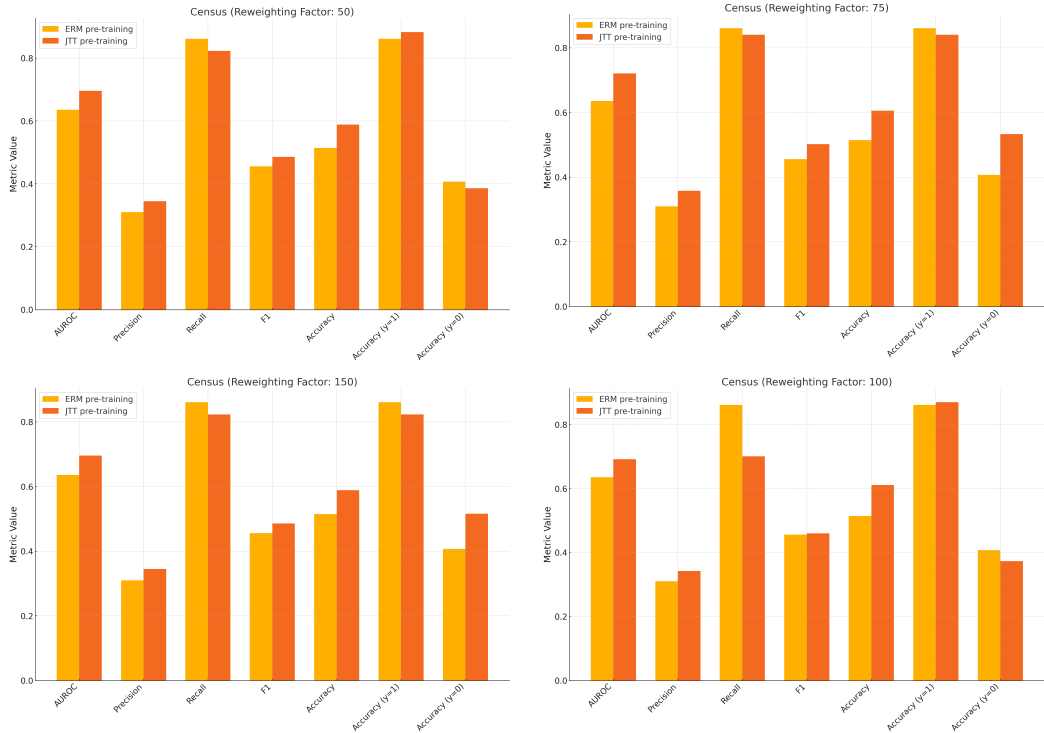 Census (Reweighting Factor: 50)
ERM pre-training
JTT pre-training
Metric Value
0.8
0.6
0.4
0.2
0.0
AUROC
Precision
Recall
F1
Accuracy
Accuracy (y=1)
Accuracy (y=0)
Census (Reweighting Factor: 75)
ERM pre-training
JTT pre-training
Metric Value
0.8
0.6
0.4
0.2
0.0
AUROC
Precision
Recall
F1
Accuracy
Accuracy (y=1)
Accuracy (y=0)
Census (Reweighting Factor: 150)
ERM pre-training
JTT pre-training
Metric Value
0.8
0.6
0.4
0.2
0.0
AUROC
Precision
Recall
F1
Accuracy
Accuracy (y=1)
Accuracy (y=0)
Census (Reweighting Factor: 100)
ERM pre-training
JTT pre-training
Metric Value
0.8
0.6
0.4
0.2
0.0
AUROC
Precision
Recall
F1
Accuracy
Accuracy (y=1)
Accuracy (y=0)